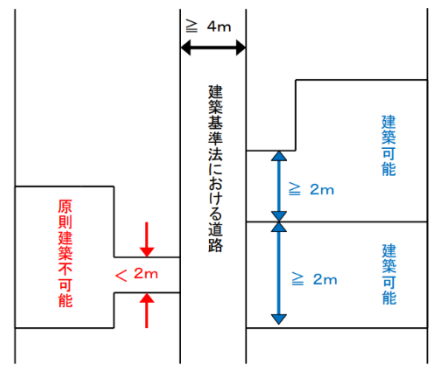 ≧ 4m
建築基準法における道路
建築可能
≧ 2m
原則建築不可能
< 2m
建築可能
≧ 2m